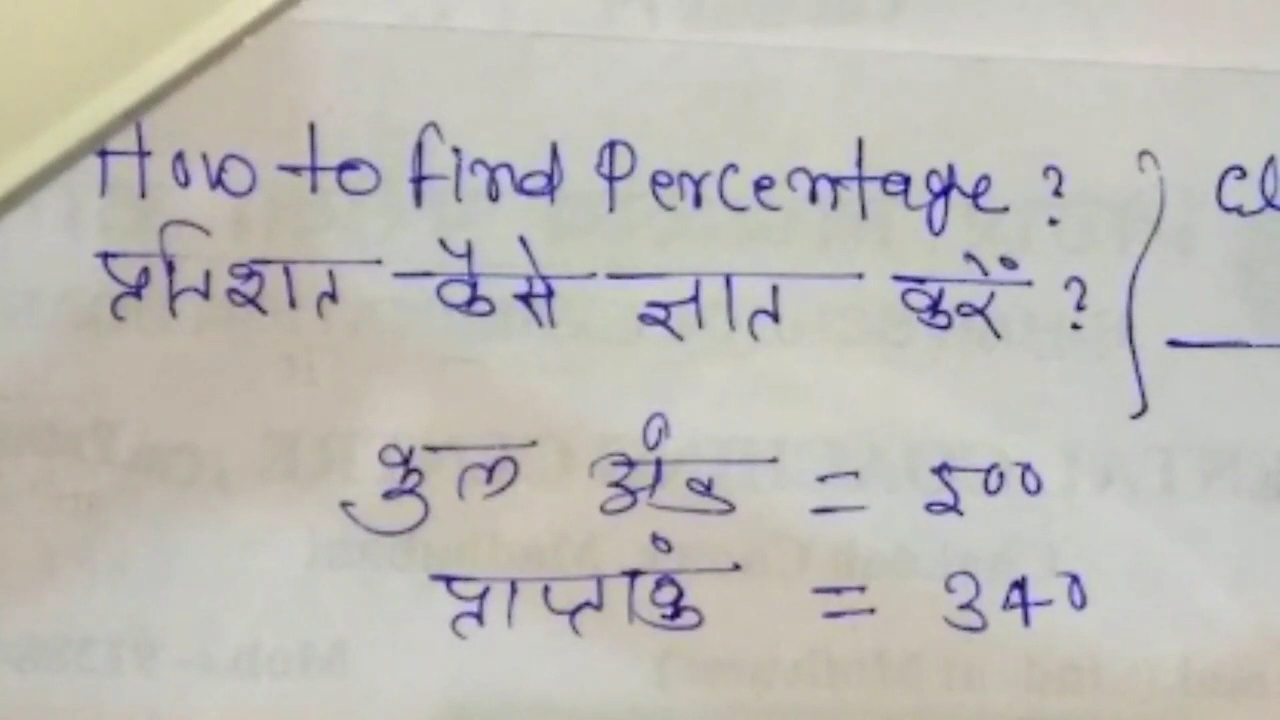 How to find Percentage ?
प्रतिशत कैसे ज्ञात करें ?
कुल अंक = 500
प्राप्तांक = 340